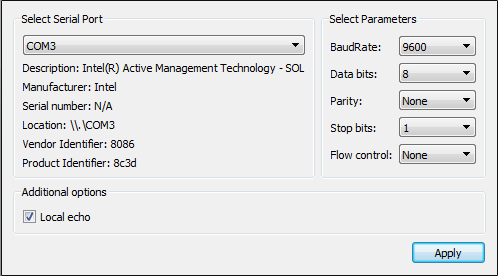 Select Serial Port
COM3
Description: Intel(R) Active Management Technology - SOL
Manufacturer: Intel
Serial number: N/A
Location: \\.\COM3
Vendor Identifier: 8086
Product Identifier: 8c3d
Select Parameters
BaudRate: 9600
Data bits: 8
Parity: None
Stop bits: 1
Flow control: None
Additional options
Local echo
Apply